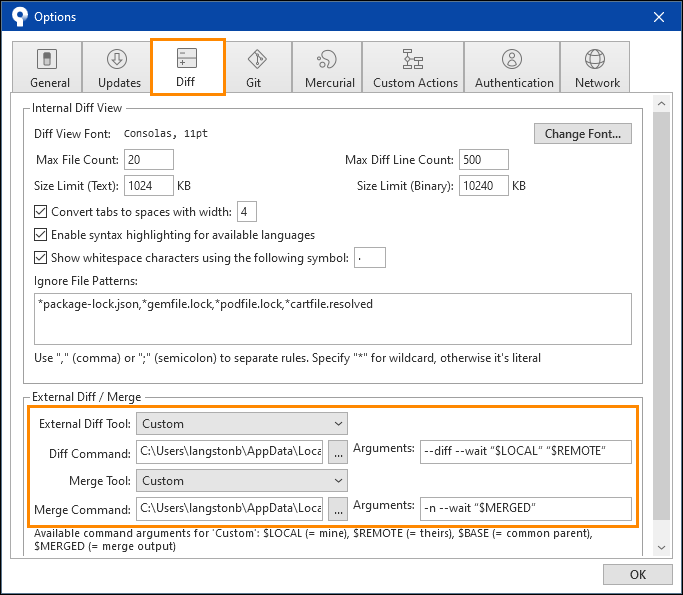 Options
General Updates Diff Git Mercurial Custom Actions Authentication Network
Internal Diff View
Diff View Font: Consolas, 11pt Change Font...
Max File Count: 20 Max Diff Line Count: 500
Size Limit (Text): 1024 KB Size Limit (Binary): 10240 KB
Convert tabs to spaces with width: 4
Enable syntax highlighting for available languages
Show whitespace characters using the following symbol: ·
Ignore File Patterns:
*package-lock.json,*gemfile.lock,*podfile.lock,*cartfile.resolved
Use "," (comma) or ";" (semicolon) to separate rules. Specify "*" for wildcard, otherwise it's literal
External Diff / Merge
External Diff Tool: Custom
Diff Command: C:\Users\langstonb\AppData\Loca ... Arguments: --diff --wait “$LOCAL” “$REMOTE”
Merge Tool: Custom
Merge Command: C:\Users\langstonb\AppData\Loca ... Arguments: -n --wait “$MERGED”
Available command arguments for 'Custom': $LOCAL (= mine), $REMOTE (= theirs), $BASE (= common parent),
$MERGED (= merge output)
OK